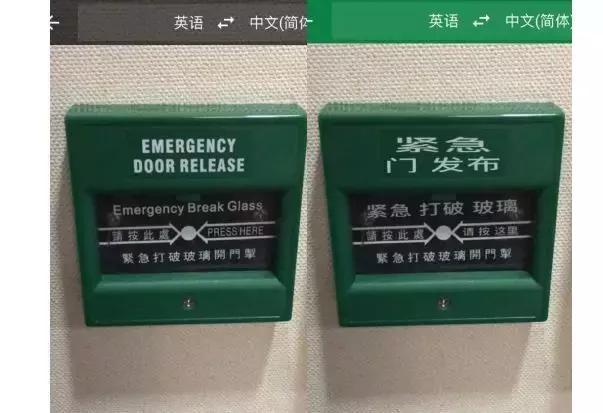 英语 中文(简体
EMERGENCY
DOOR RELEASE
Emergency Break Glass
請按此處 PRESS HERE
緊急打破玻璃開門掣
英语 中文(简体)
紧急
门 发布
紧急 打破 玻璃
請按此處 请按 这里
緊急打破玻璃開門掣